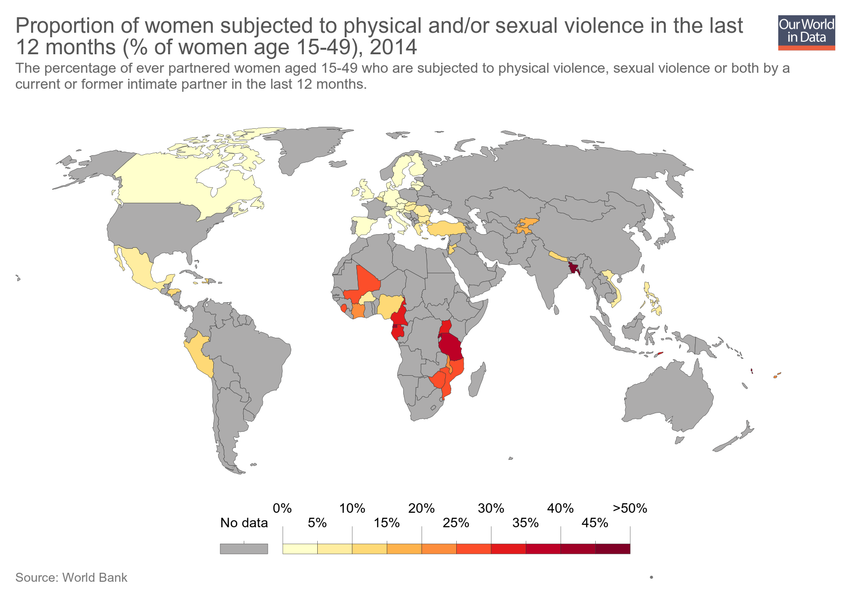 Proportion of women subjected to physical and/or sexual violence in the last
12 months (% of women age 15-49), 2014
Our World
in Data
The percentage of ever partnered women aged 15-49 who are subjected to physical violence, sexual violence or both by a
current or former intimate partner in the last 12 months.
0% 10% 20% 30% 40% >50%
No data 5% 15% 25% 35% 45%
Source: World Bank